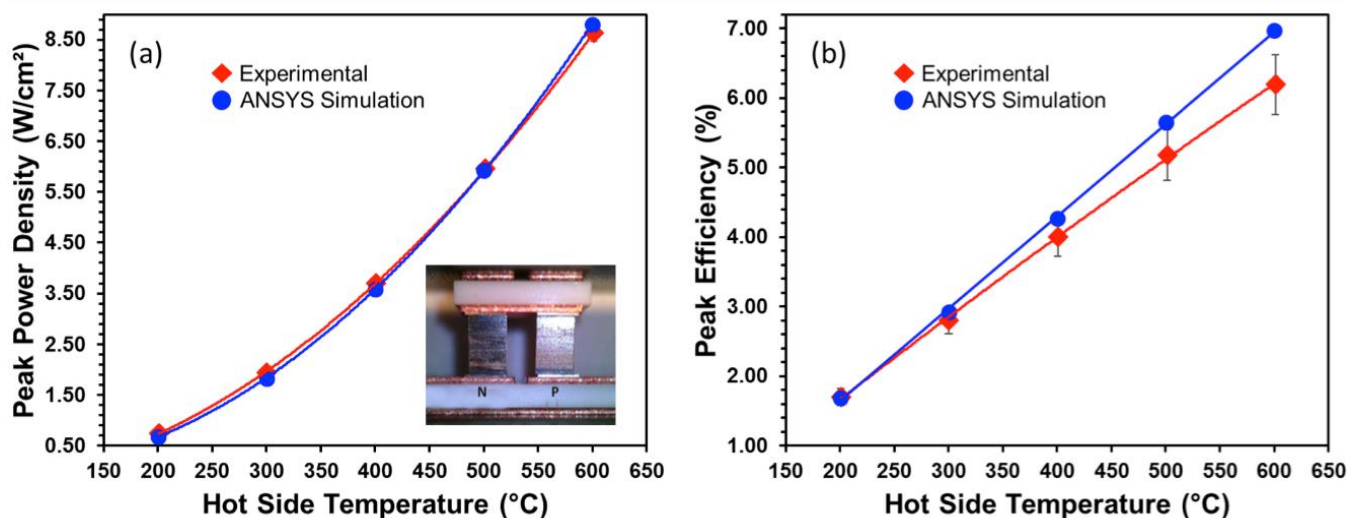 (a)
Experimental
ANSYS Simulation
Peak Power Density (W/cm²)
8.50
7.50
6.50
5.50
4.50
3.50
2.50
1.50
0.50
N P
150 200 250 300 350 400 450 500 550 600 650
Hot Side Temperature (°C)
(b)
Experimental
ANSYS Simulation
Peak Efficiency (%)
7.00
6.00
5.00
4.00
3.00
2.00
1.00
150 200 250 300 350 400 450 500 550 600 650
Hot Side Temperature (°C)